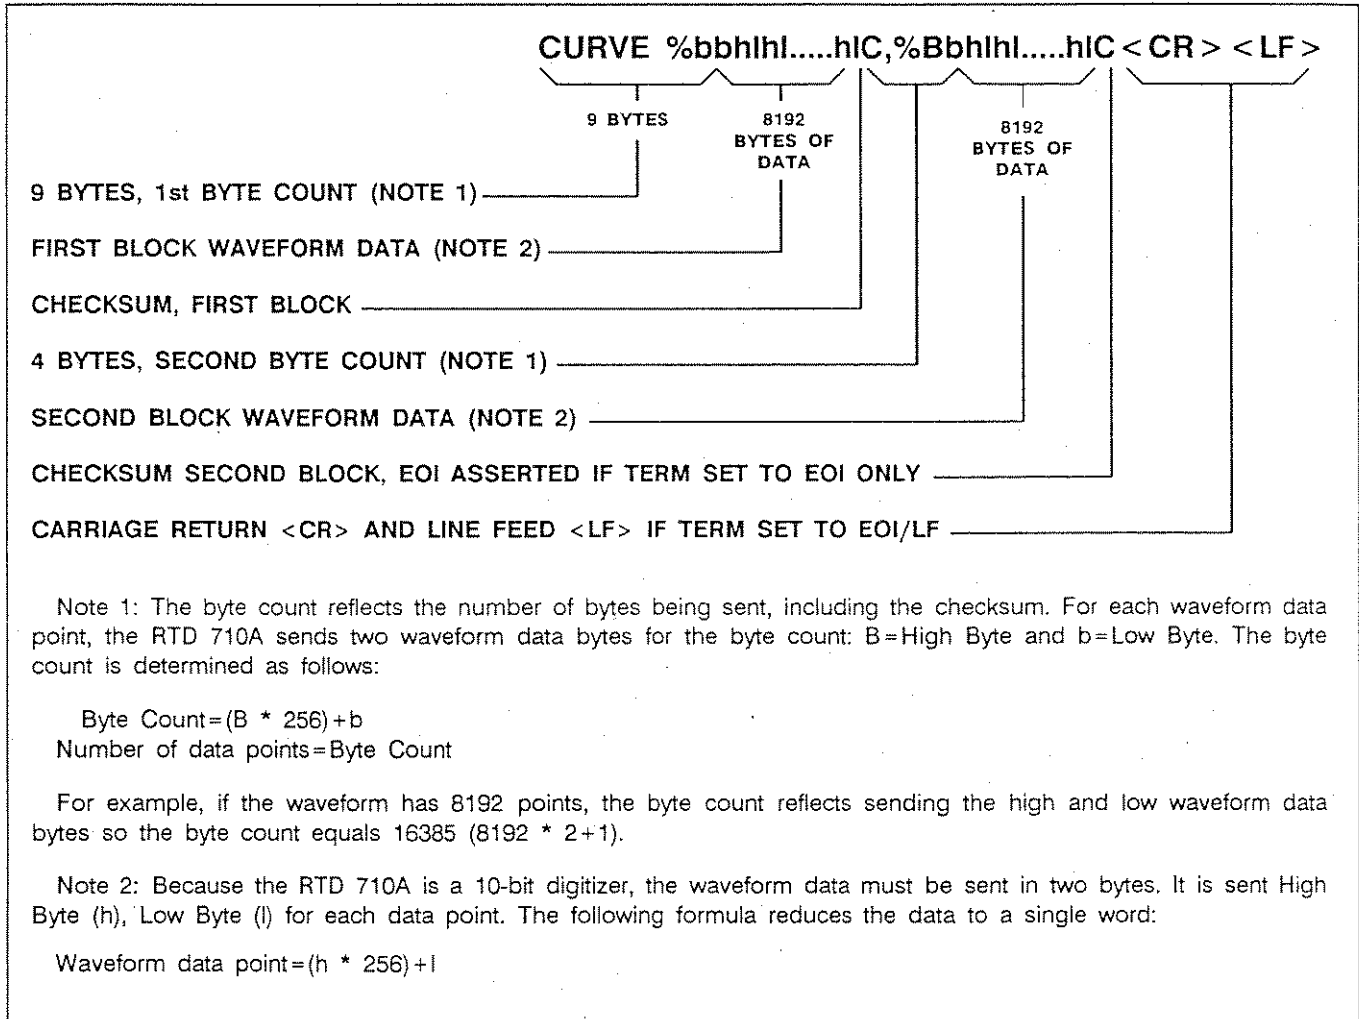 CURVE %bbhlhl.....hlC,%Bbhlhl.....hlC<CR><LF>
9 BYTES
8192
BYTES OF
DATA
8192
BYTES OF
DATA
9 BYTES, 1st BYTE COUNT (NOTE 1)
FIRST BLOCK WAVEFORM DATA (NOTE 2)
CHECKSUM, FIRST BLOCK
4 BYTES, SECOND BYTE COUNT (NOTE 1)
SECOND BLOCK WAVEFORM DATA (NOTE 2)
CHECKSUM SECOND BLOCK, EOI ASSERTED IF TERM SET TO EOI ONLY
CARRIAGE RETURN <CR> AND LINE FEED <LF> IF TERM SET TO EOI/LF
Note 1: The byte count reflects the number of bytes being sent, including the checksum. For each waveform data
point, the RTD 710A sends two waveform data bytes for the byte count: B=High Byte and b=Low Byte. The byte
count is determined as follows:
Byte Count=(B * 256)+b
Number of data points=Byte Count
For example, if the waveform has 8192 points, the byte count reflects sending the high and low waveform data
bytes so the byte count equals 16385 (8192 * 2+1).
Note 2: Because the RTD 710A is a 10-bit digitizer, the waveform data must be sent in two bytes. It is sent High
Byte (h), Low Byte (l) for each data point. The following formula reduces the data to a single word:
Waveform data point=(h * 256)+l